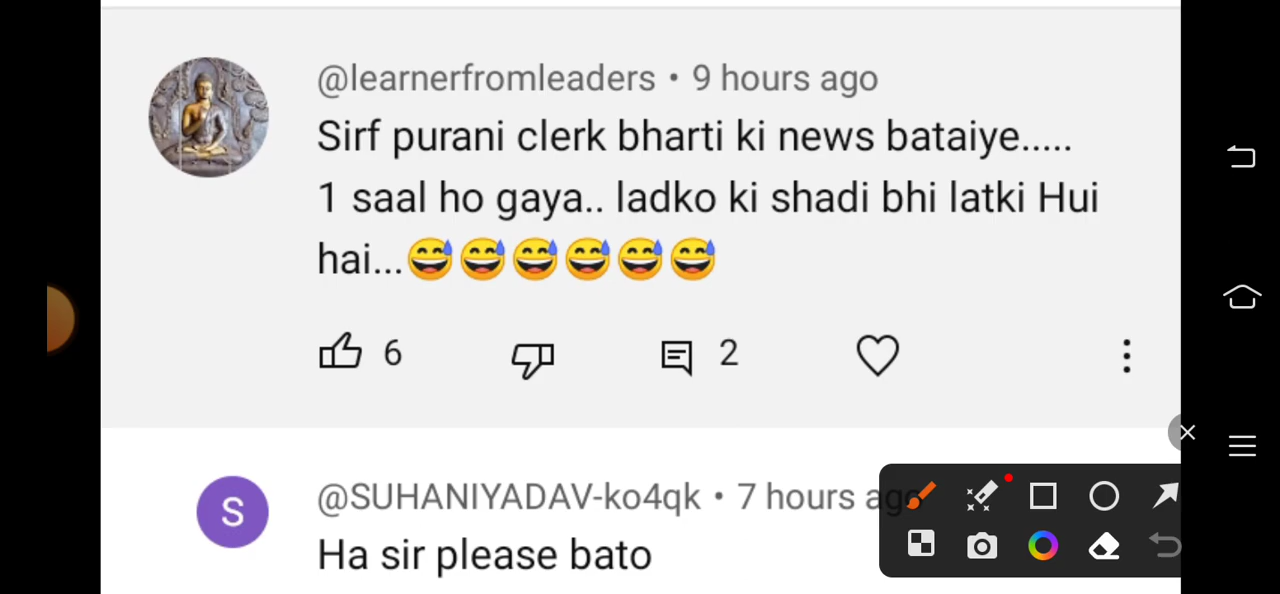 @learnerfromleaders • 9 hours ago
Sirf purani clerk bharti ki news bataiye.....
1 saal ho gaya.. ladko ki shadi bhi latki Hui
hai...😅😅😅😅😅😅
6 2
S
@SUHANIYADAV-ko4qk • 7 hours ago
Ha sir please bato